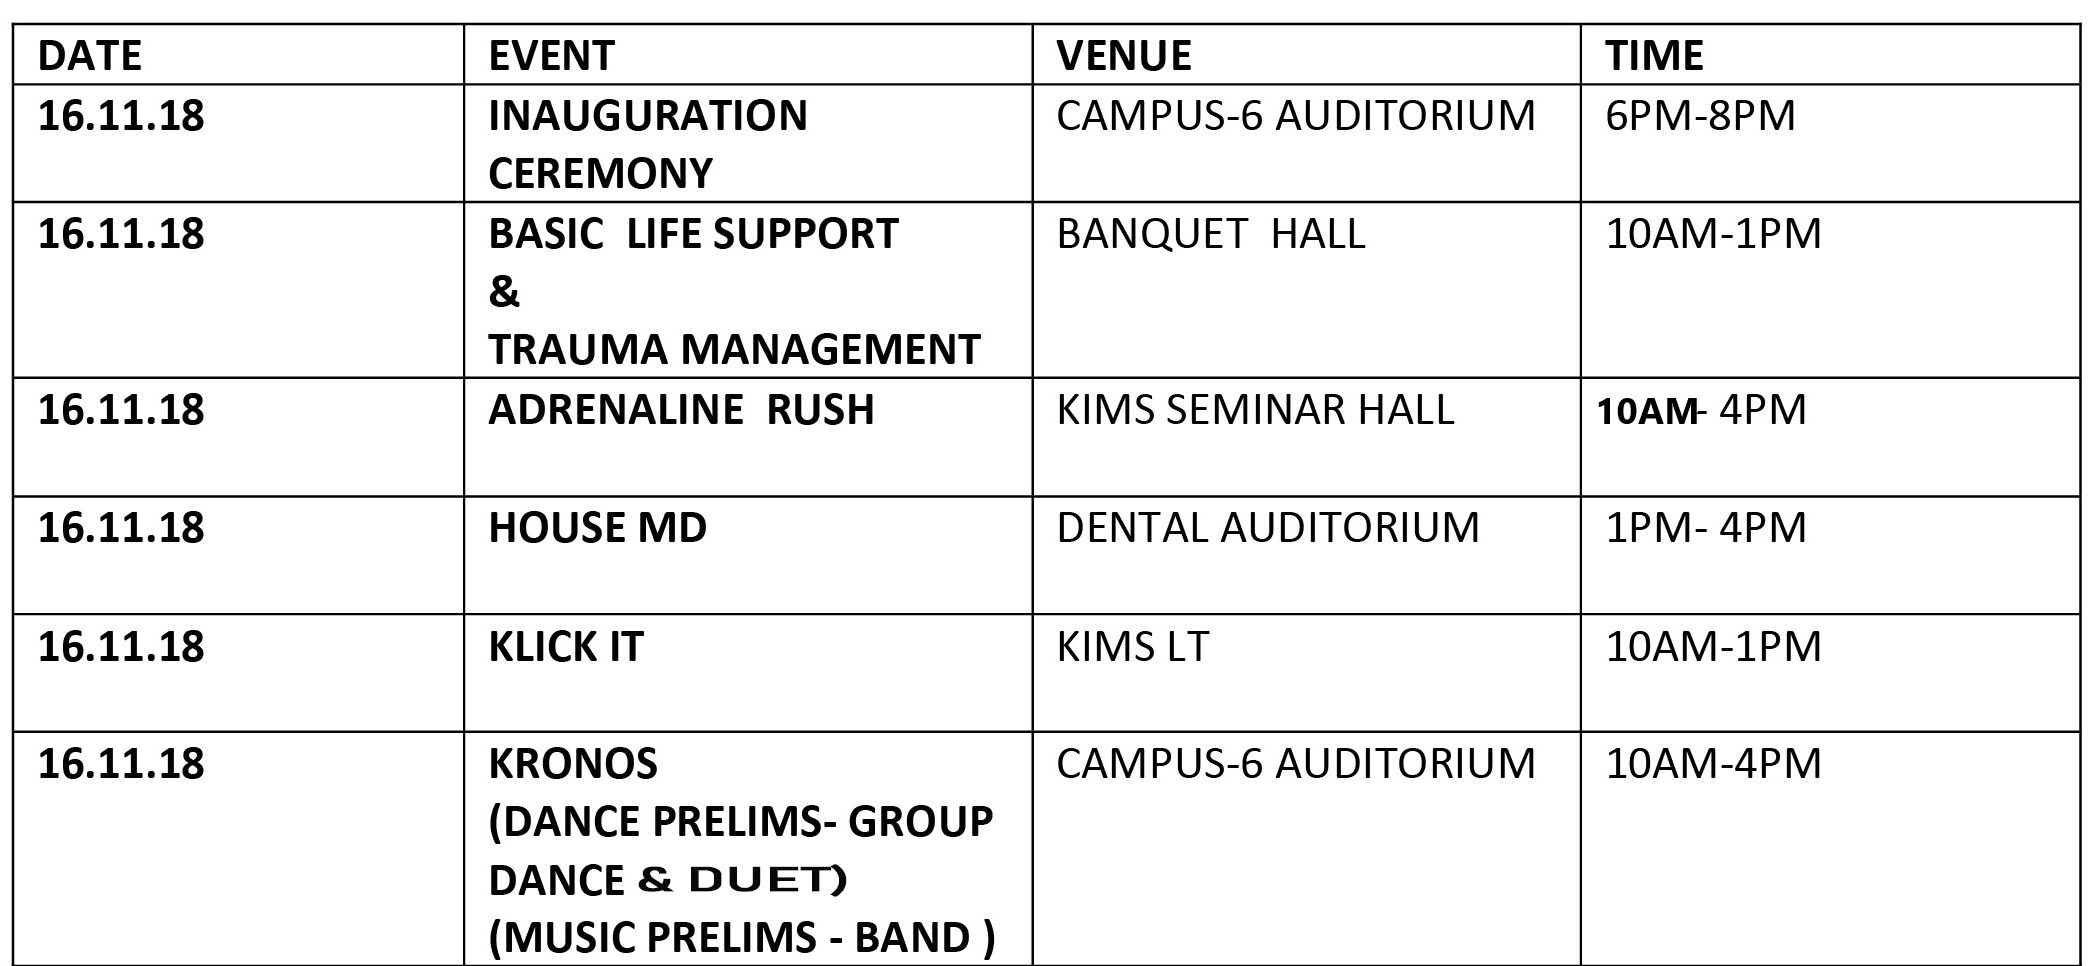 DATE EVENT VENUE TIME
16.11.18 INAUGURATION CAMPUS-6 AUDITORIUM 6PM-8PM
CEREMONY
16.11.18 BASIC  LIFE SUPPORT BANQUET  HALL 10AM-1PM
&
TRAUMA MANAGEMENT
16.11.18 ADRENALINE  RUSH KIMS SEMINAR HALL 10AM- 4PM
16.11.18 HOUSE MD DENTAL AUDITORIUM 1PM- 4PM
16.11.18 KLICK IT KIMS LT 10AM-1PM
16.11.18 KRONOS CAMPUS-6 AUDITORIUM 10AM-4PM
(DANCE PRELIMS- GROUP
DANCE & DUET)
(MUSIC PRELIMS - BAND )